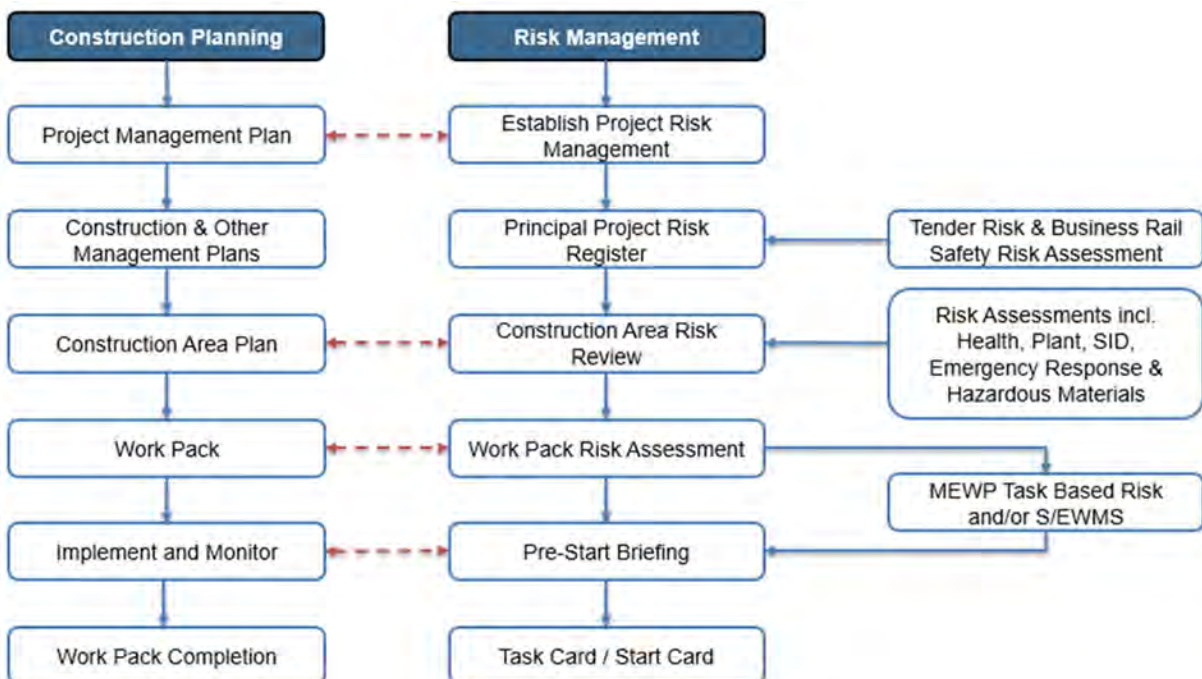 Construction Planning
Risk Management
Project Management Plan
Establish Project Risk
Management
Construction & Other
Management Plans
Principal Project Risk
Register
Tender Risk & Business Rail
Safety Risk Assessment
Construction Area Plan
Construction Area Risk
Review
Risk Assessments incl.
Health, Plant, SID,
Emergency Response &
Hazardous Materials
Work Pack
Work Pack Risk Assessment
MEWP Task Based Risk
and/or S/EWMS
Implement and Monitor
Pre-Start Briefing
Work Pack Completion
Task Card / Start Card